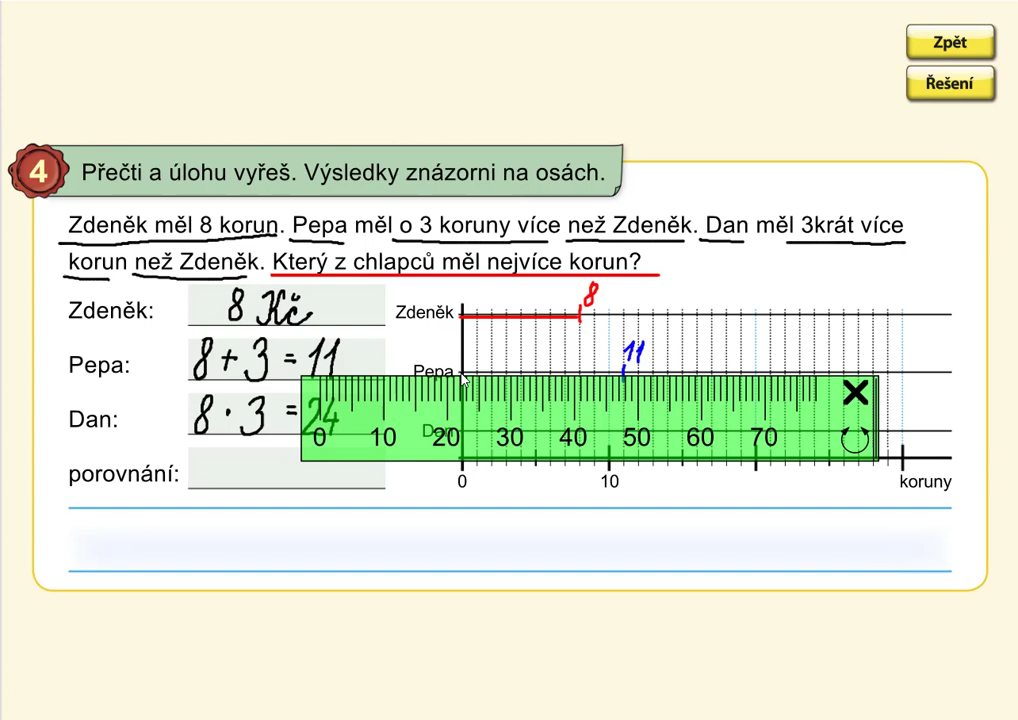 Zpět
Řešení
4 Přečti a úlohu vyřeš. Výsledky znázorni na osách.
Zdeněk měl 8 korun. Pepa měl o 3 koruny více než Zdeněk. Dan měl 3krát více
korun než Zdeněk. Který z chlapců měl nejvíce korun?
Zdeněk: 8 Kč
Zdeněk 8
Pepa: 8 + 3 = 11
Pepa 11
Dan: 8 · 3 = 24
Dan
0 10 20 30 40 50 60 70
porovnání:
0 10 koruny